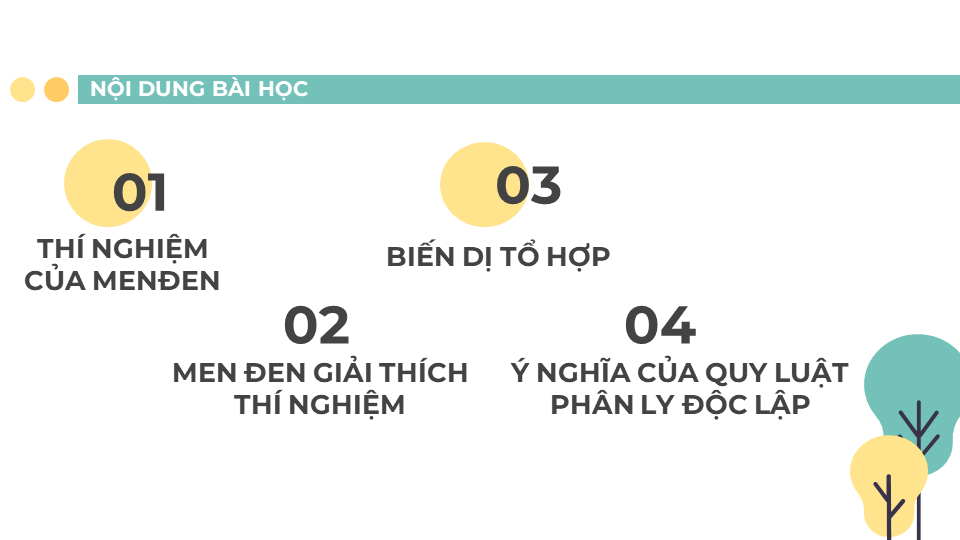 NỘI DUNG BÀI HỌC
01
THÍ NGHIỆM
CỦA MENĐEN
02
MEN ĐEN GIẢI THÍCH
THÍ NGHIỆM
03
BIẾN DỊ TỔ HỢP
04
Ý NGHĨA CỦA QUY LUẬT
PHÂN LY ĐỘC LẬP